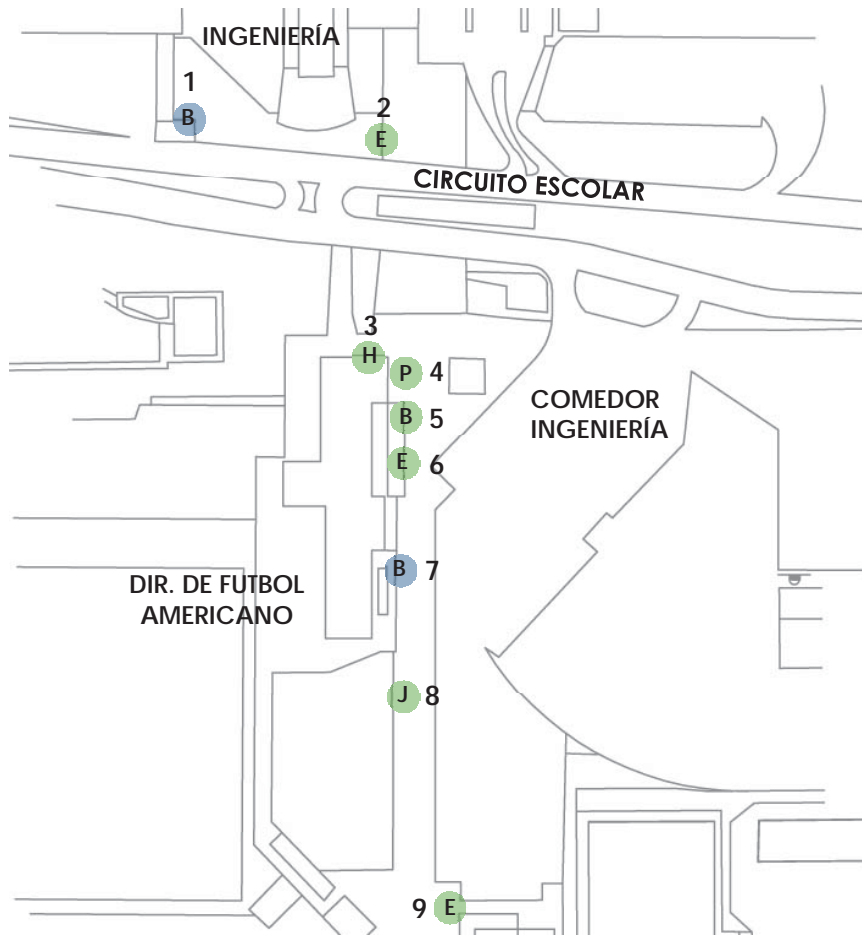 INGENIERÍA
1
B
2
E
CIRCUITO ESCOLAR
3
H
P 4
B 5
E 6
COMEDOR
INGENIERÍA
B 7
DIR. DE FUTBOL
AMERICANO
J 8
9 E